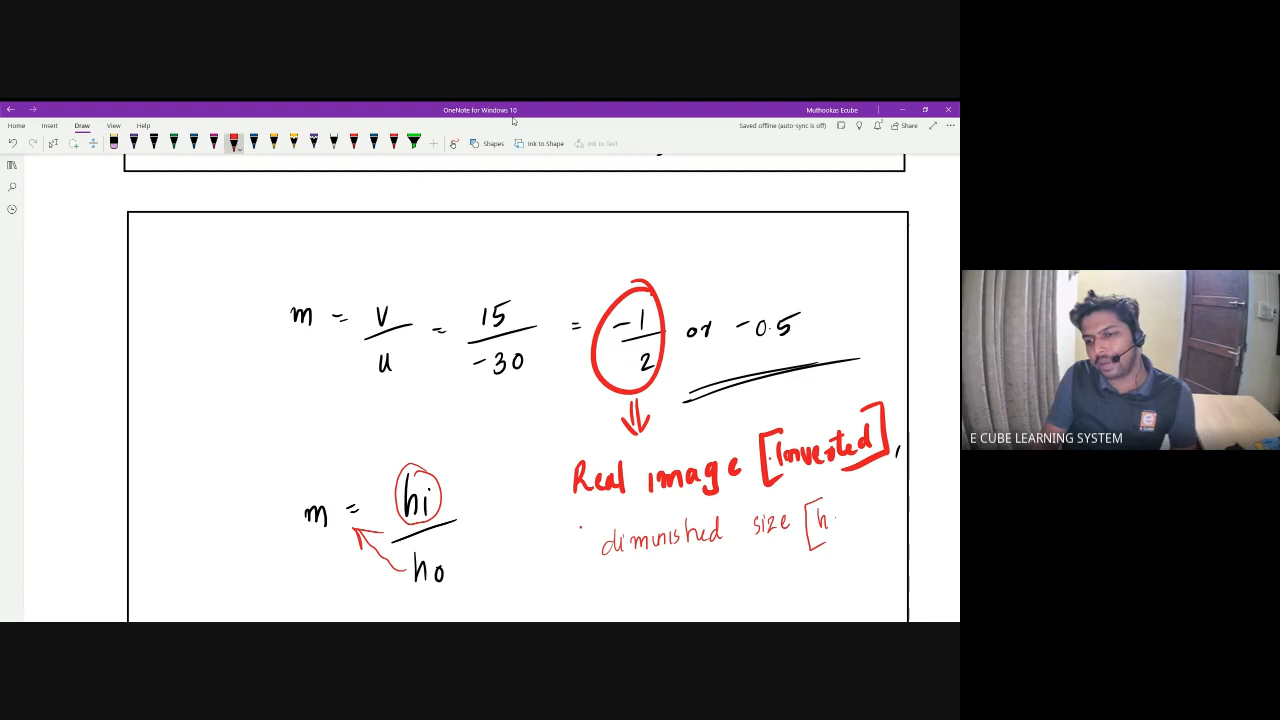 OneNote for Windows 10
Muthookas Ecube
Home Insert Draw View Help
Saved offline (auto-sync is off)
Share
Shapes
Ink to Shape
Ink to Text
m = v/u = 15/-30 = -1/2 or -0.5
Real image [Inverted],
m = hi/ho
diminished size [h
E CUBE LEARNING SYSTEM